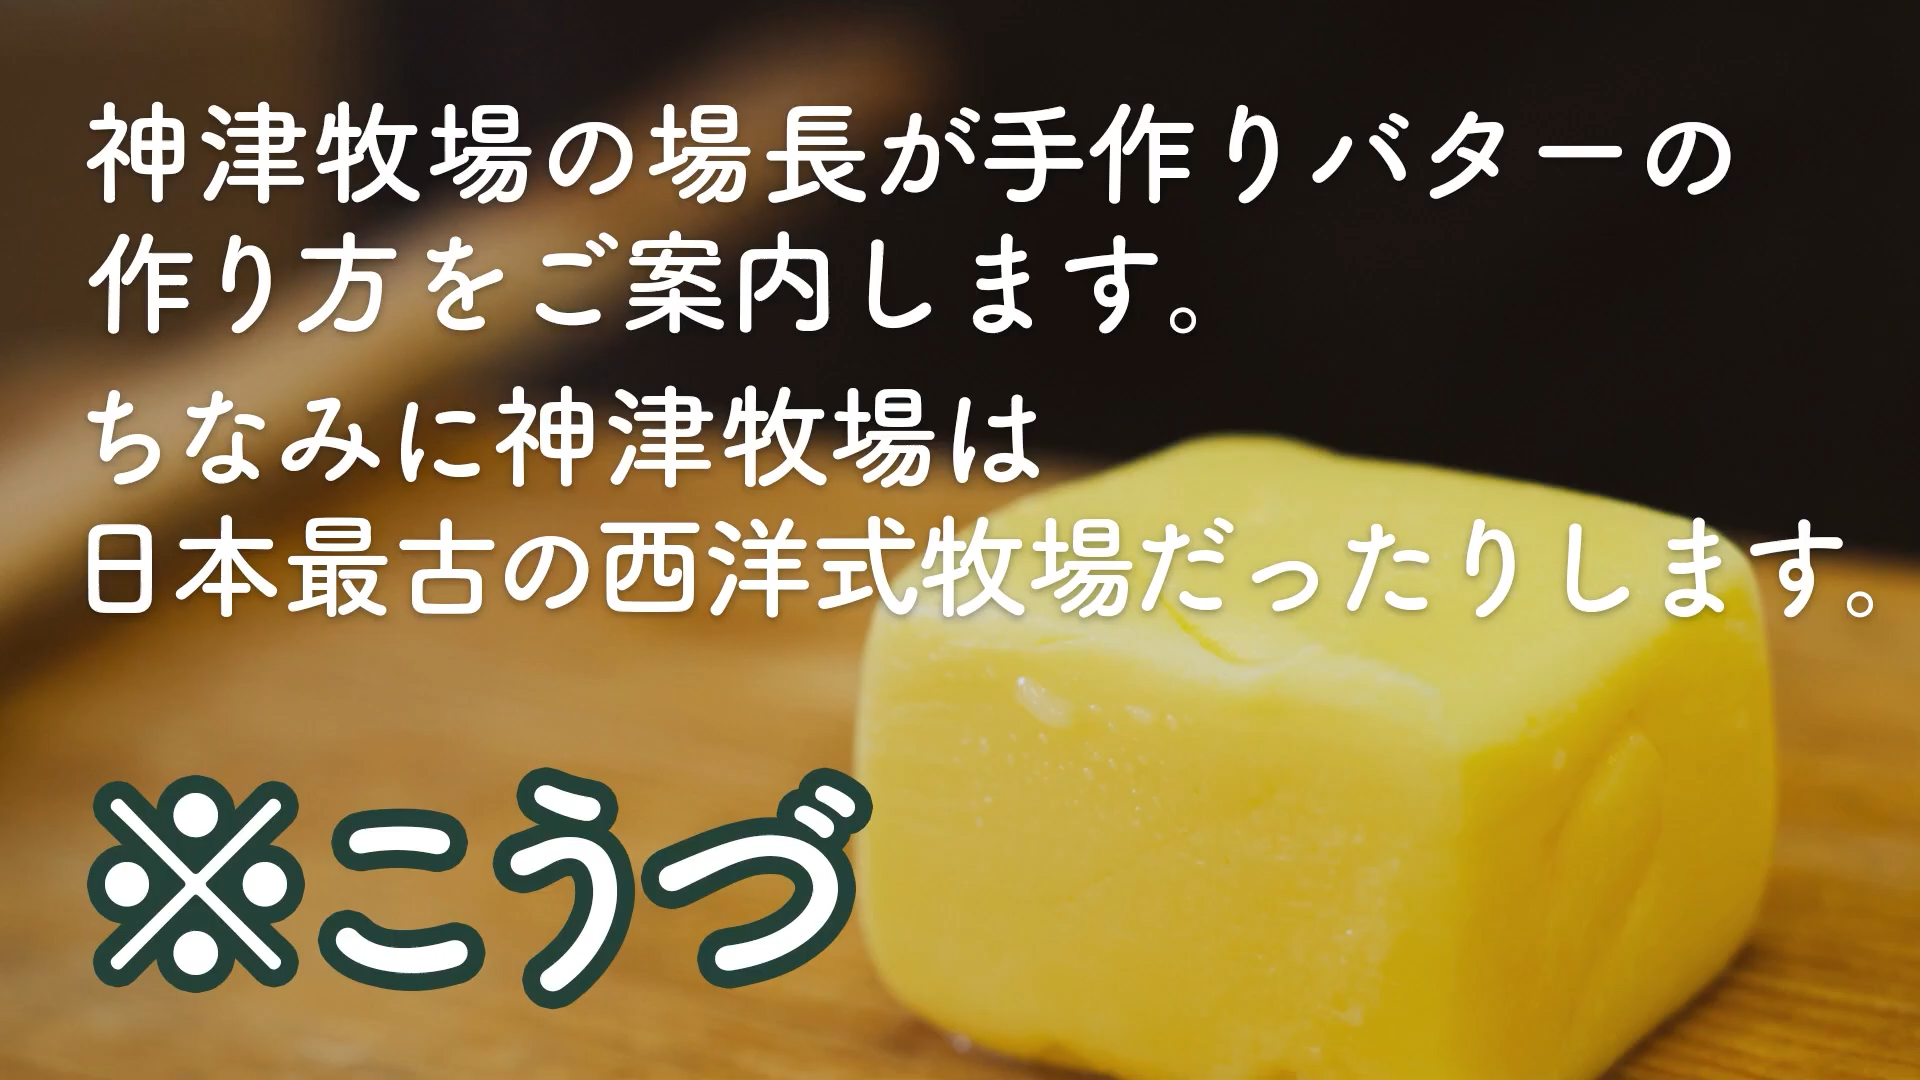 神津牧場の場長が手作りバターの
作り方をご案内します。
ちなみに神津牧場は
日本最古の西洋式牧場だったりします。
※こうづ